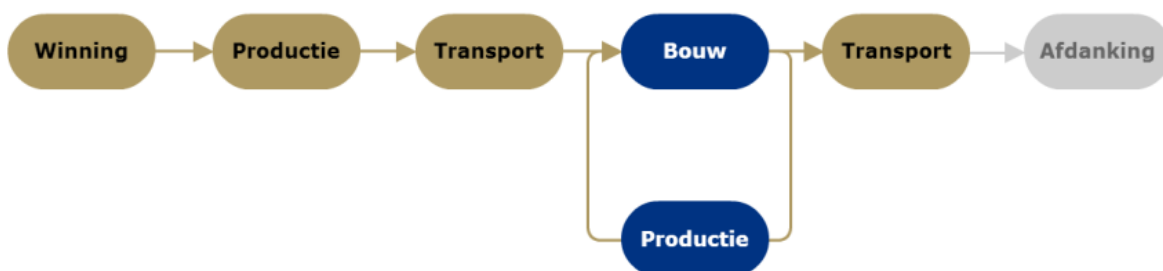 Winning
Productie
Transport
Bouw
Transport
Afdanking
Productie